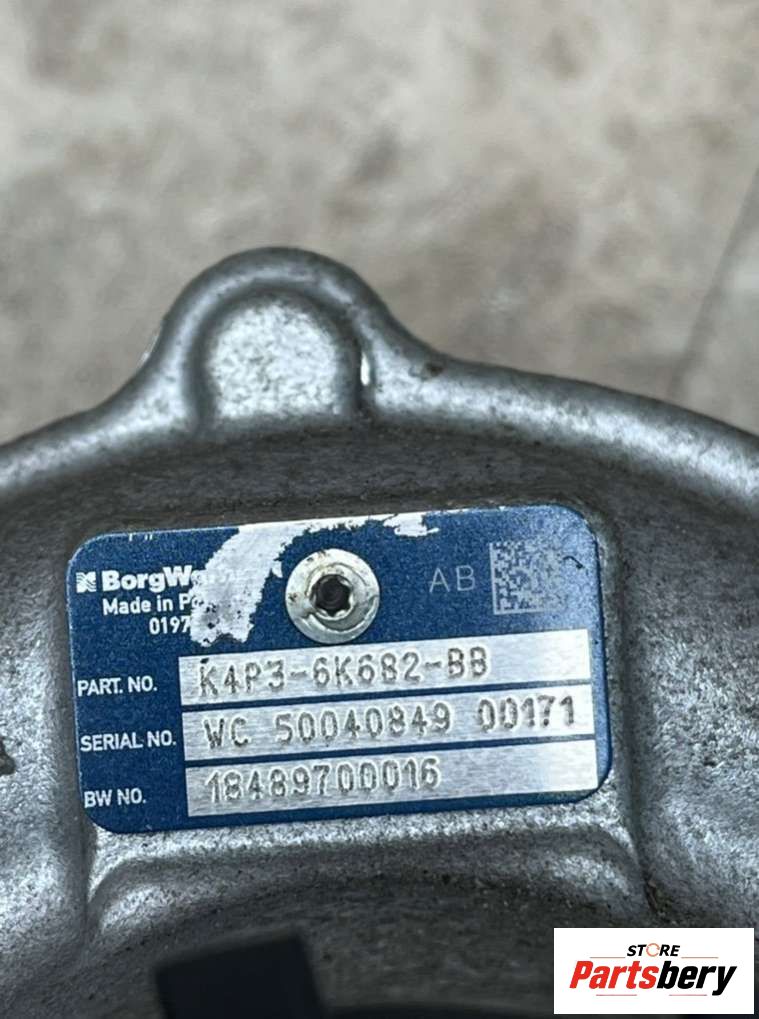 BorgW
AB
Made in Po
0197
PART. NO. K4P3-6K682-BB
SERIAL NO. WC 50040849 00171
BW NO. 18489700016
STORE
Partsbery